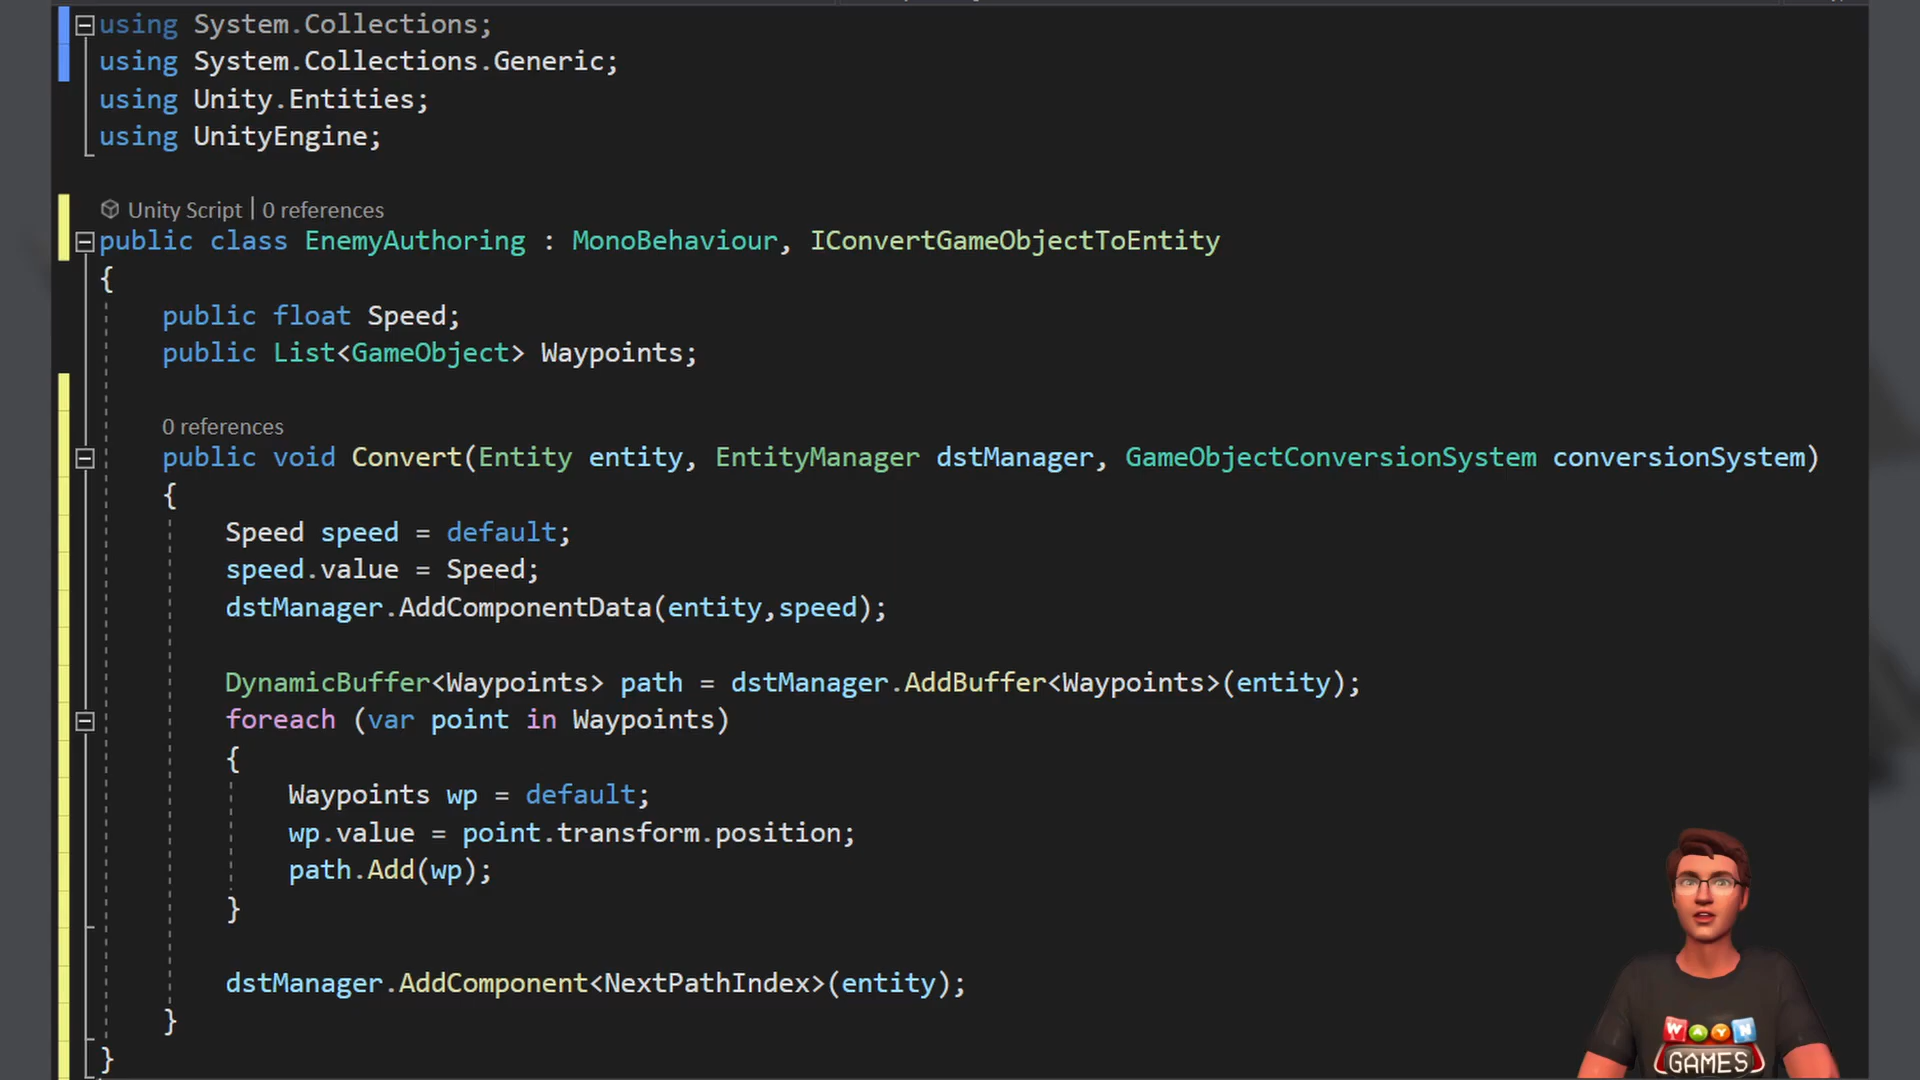 using System.Collections;
using System.Collections.Generic;
using Unity.Entities;
using UnityEngine;
Unity Script | 0 references
public class EnemyAuthoring : MonoBehaviour, IConvertGameObjectToEntity
{
public float Speed;
public List<GameObject> Waypoints;
0 references
public void Convert(Entity entity, EntityManager dstManager, GameObjectConversionSystem conversionSystem)
{
Speed speed = default;
speed.value = Speed;
dstManager.AddComponentData(entity,speed);
DynamicBuffer<Waypoints> path = dstManager.AddBuffer<Waypoints>(entity);
foreach (var point in Waypoints)
{
Waypoints wp = default;
wp.value = point.transform.position;
path.Add(wp);
}
dstManager.AddComponent<NextPathIndex>(entity);
}
}
WAYN
GAMES